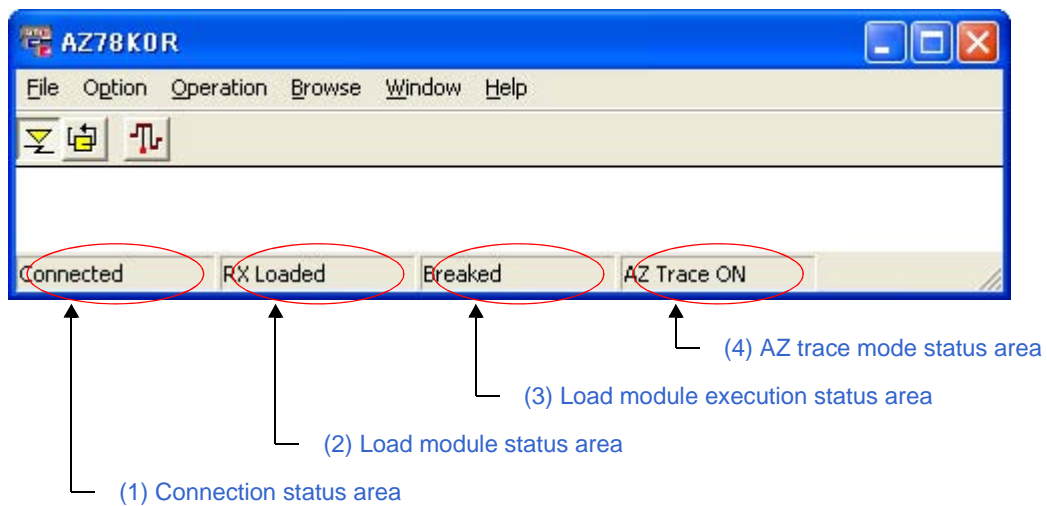 AZ78K0R
File Option Operation Browse Window Help
Connected RX Loaded Breaked AZ Trace ON
(4) AZ trace mode status area
(3) Load module execution status area
(2) Load module status area
(1) Connection status area